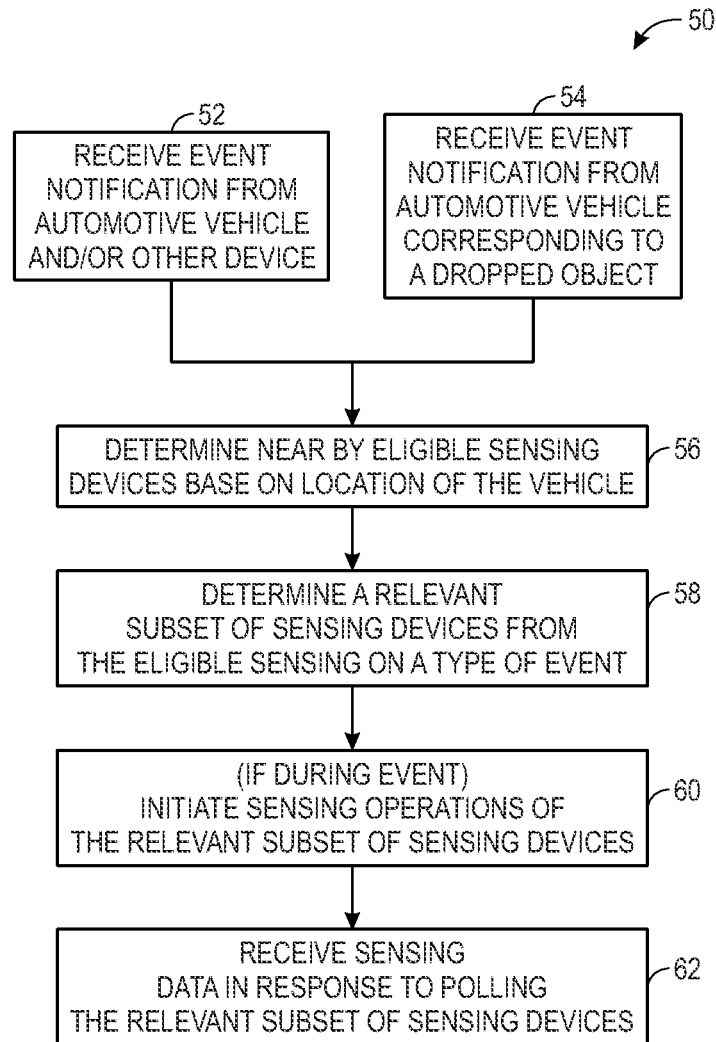 50
52
RECEIVE EVENT
NOTIFICATION FROM
AUTOMOTIVE VEHICLE
AND/OR OTHER DEVICE
54
RECEIVE EVENT
NOTIFICATION FROM
AUTOMOTIVE VEHICLE
CORRESPONDING TO
A DROPPED OBJECT
DETERMINE NEAR BY ELIGIBLE SENSING
DEVICES BASE ON LOCATION OF THE VEHICLE
56
DETERMINE A RELEVANT
SUBSET OF SENSING DEVICES FROM
THE ELIGIBLE SENSING ON A TYPE OF EVENT
58
(IF DURING EVENT)
INITIATE SENSING OPERATIONS OF
THE RELEVANT SUBSET OF SENSING DEVICES
60
RECEIVE SENSING
DATA IN RESPONSE TO POLLING
THE RELEVANT SUBSET OF SENSING DEVICES
62